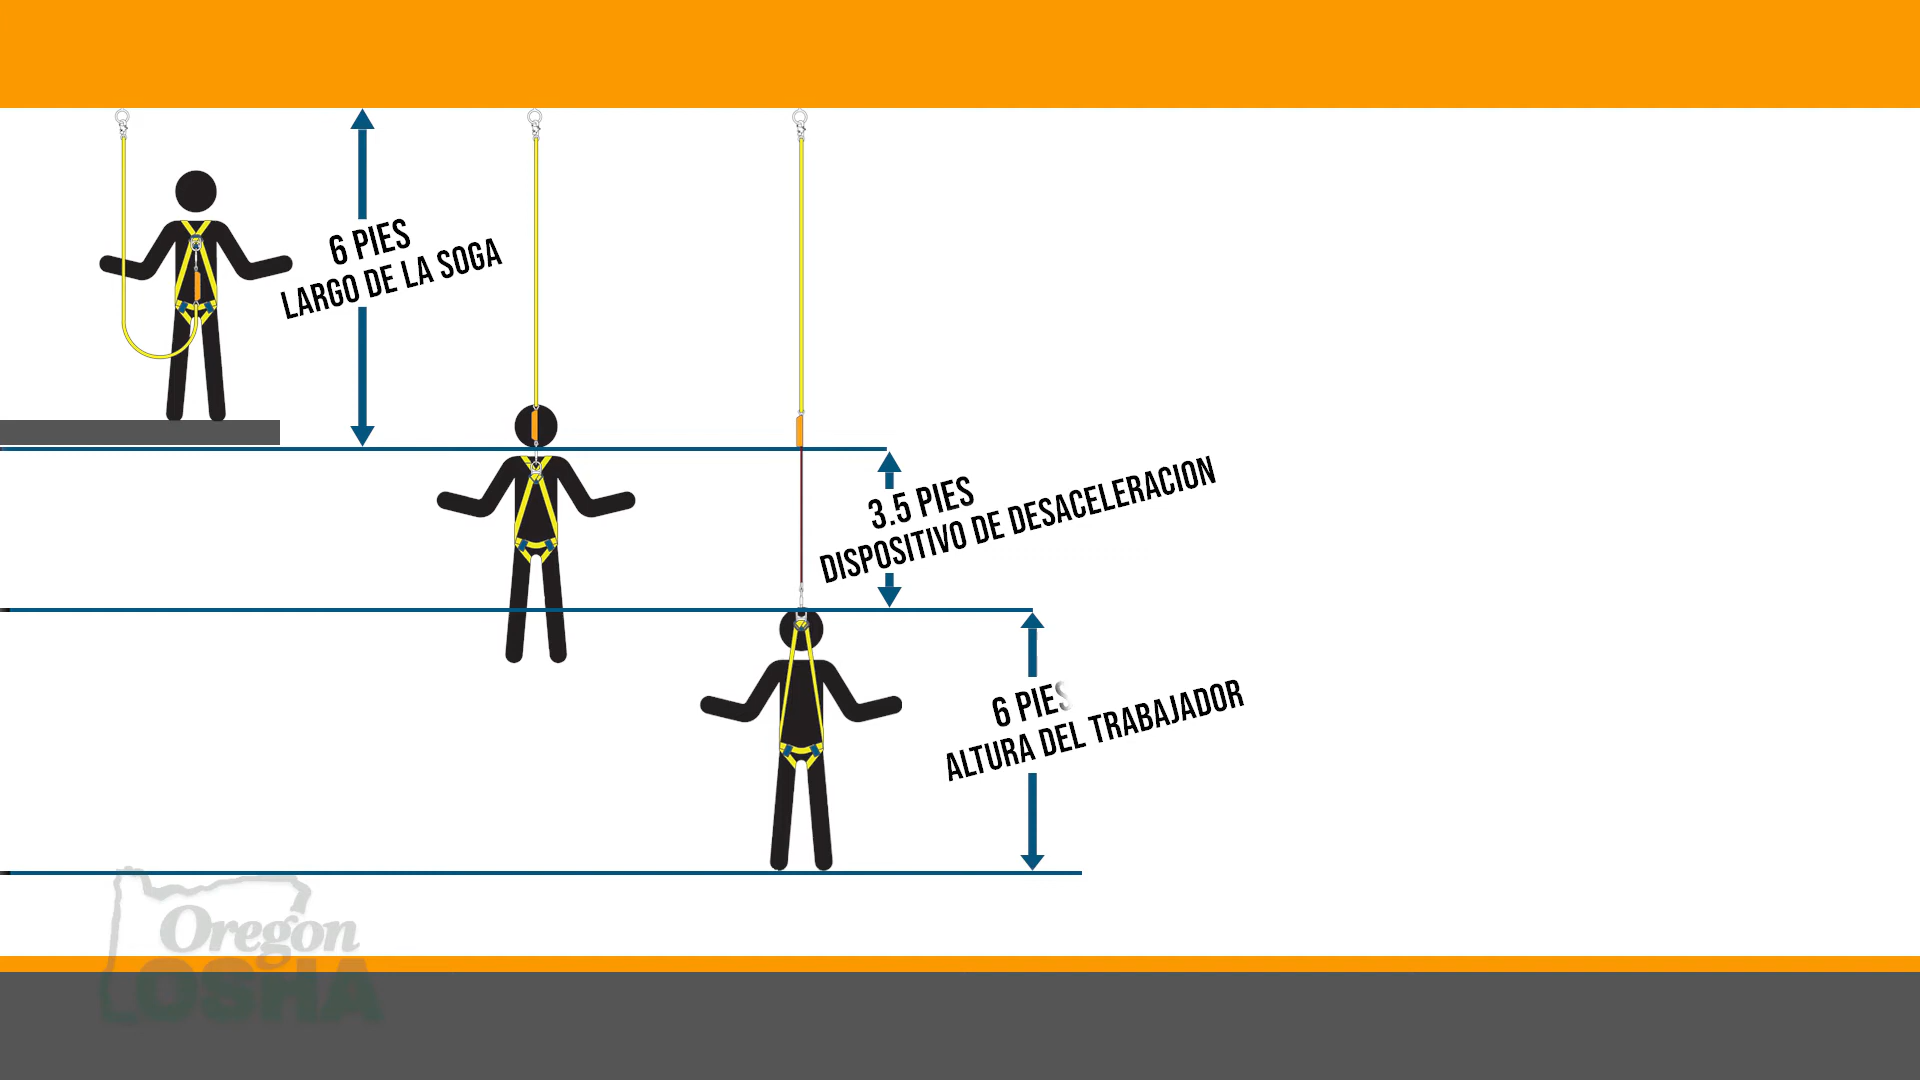 6 PIES
LARGO DE LA SOGA
3.5 PIES
DISPOSITIVO DE DESACELERACION
6 PIES
ALTURA DEL TRABAJADOR
Oregon
OSHA